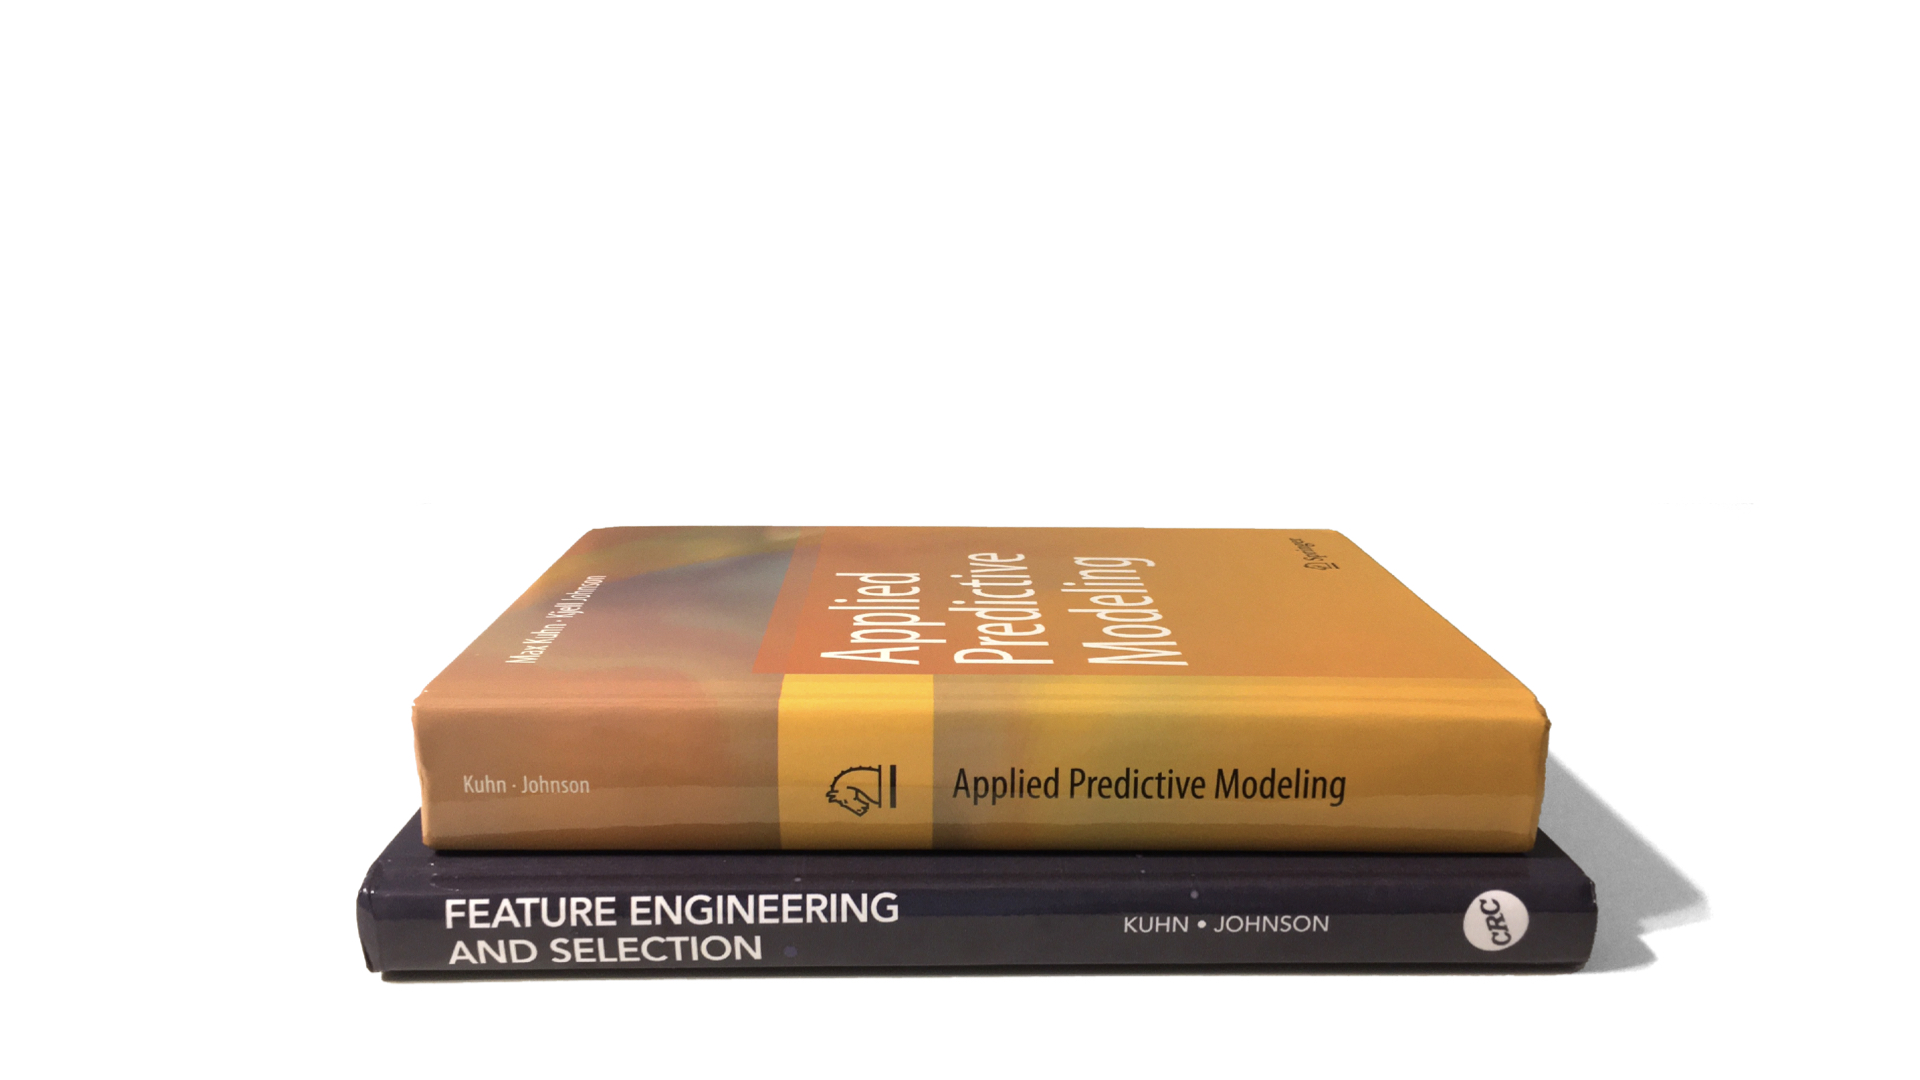 Max Kuhn · Kjell Johnson
Applied
Predictive
Modeling
Springer
Kuhn · Johnson
Applied Predictive Modeling
FEATURE ENGINEERING
AND SELECTION
KUHN • JOHNSON
CRC